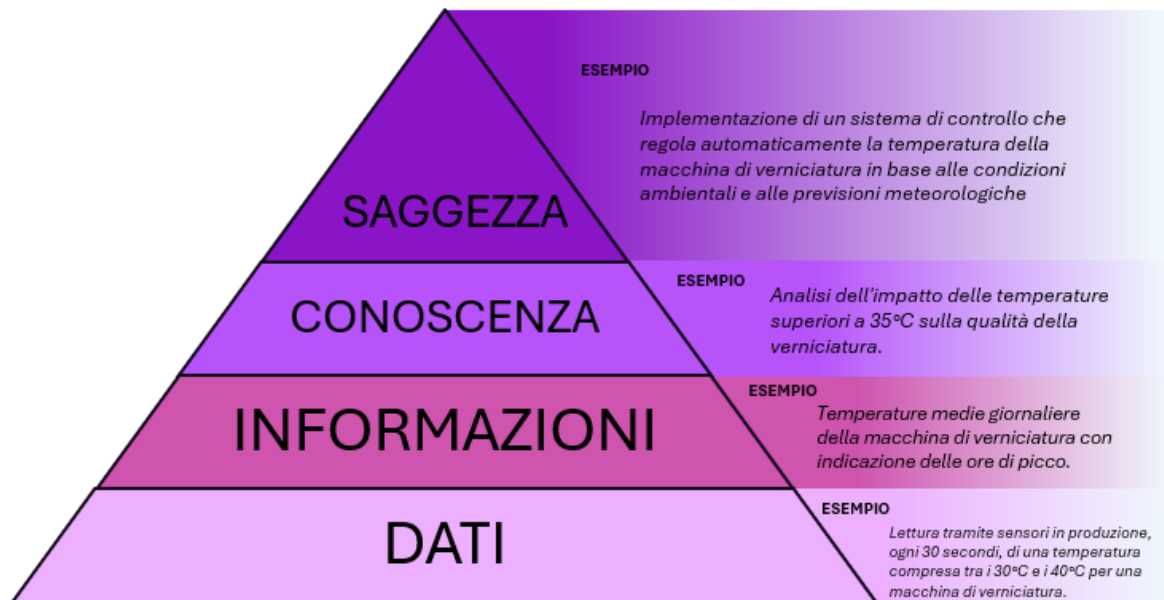 ESEMPIO
Implementazione di un sistema di controllo che
regola automaticamente la temperatura della
macchina di verniciatura in base alle condizioni
ambientali e alle previsioni meteorologiche
SAGGEZZA
ESEMPIO
Analisi dell'impatto delle temperature
superiori a 35°C sulla qualità della
verniciatura.
CONOSCENZA
ESEMPIO
Temperature medie giornaliere
della macchina di verniciatura con
indicazione delle ore di picco.
INFORMAZIONI
ESEMPIO
Lettura tramite sensori in produzione,
ogni 30 secondi, di una temperatura
compresa tra i 30°C e i 40°C per una
macchina di verniciatura.
DATI